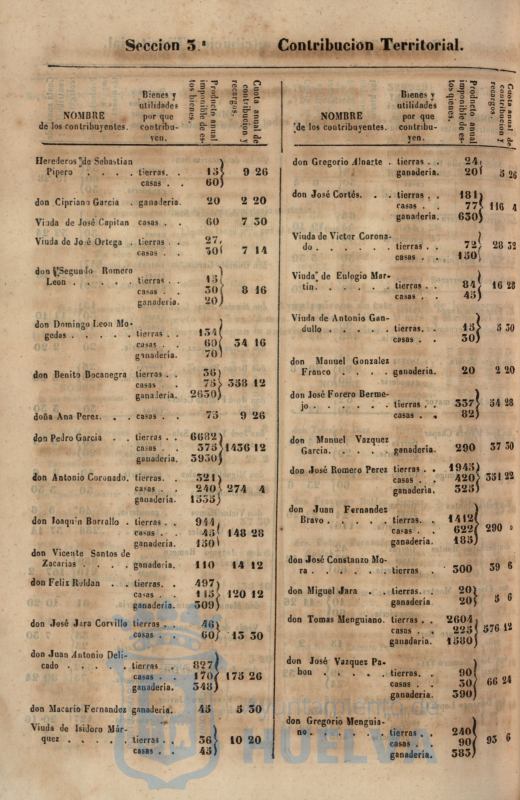 Seccion 3.ª Contribucion Territorial.
NOMBRE
de los contribuyentes.
Bienes y
utilidades
por que
contribu-
yen.
Producto anual
imponible de es-
tos bienes.
Cuota anual de
contribucion y
recargos.
Herederos de Sebastian
Pipero . . . . . tierras. . 15
casas . . 60 9 26
don Cipriano Garcia . ganaderia. 20 2 20
Viuda de José Capitan casas . . 60 7 30
Viuda de José Ortega . tierras . . 27
casas . . 30 7 14
don Segundo Romero
Leon . . . . . tierras . . 15
casas . . 30 8 16
ganaderia. 20
don Domingo Leon Mo-
gedas . . . . . tierras . . 134
casas . . 60 34 16
ganaderia. 70
don Benito Bocanegra tierras . . 36
casas . . 75 338 12
ganaderia. 2630
doña Ana Perez. . . casas . . 75 9 26
don Pedro Garcia . . tierras . . 6682
casas . . 375 1436 12
ganaderia. 3930
don Antonio Coronado. tierras. . 321
casas . . 240 274 4
ganaderia. 1535
don Joaquin Borrallo . tierras . . 944
casas . . 45 148 28
ganaderia. 150
don Vicente Santos de
Zacarias . . . . ganaderia. 110 14 12
don Felix Roldan . . tierras. . 497
casas . . 115 120 12
ganaderia. 309
don José Jara Corvillo tierras . . 46
casas . . 60 13 30
don Juan Antonio Deli-
cado . . . . . tierras . . 827
casas . . 170 175 26
ganaderia. 348
don Macario Fernandez ganaderia. 45 5 30
Viuda de Isidoro Már-
quez . . . . . tierras . . 36 10 20
casas . . 45
NOMBRE
de los contribuyentes.
Bienes y
utilidades
por que
contribu-
yen.
Producto anual
imponible de es-
tos bienes.
Cuota anual de
contribucion y
recargos.
don Gregorio Alnarte . tierras . . 24
ganaderia. 20 5 26
don José Cortés. . . tierras . . 181
casas . . 77 116 4
ganaderia. 650
Viuda de Victor Corona-
do . . . . . . tierras . . 72 28 32
casas . . 150
Viuda de Eulogio Mar-
tin. . . . . . tierras . . 84 16 28
casas . . 45
Viuda de Antonio Gan-
dullo . . . . . tierras. . 15 5 30
casas . . 30
don Manuel Gonzalez
Franco . . . . ganaderia. 20 2 20
don José Forero Berme-
jo . . . . . . tierras . . 337 54 28
casas . . 82
don Manuel Vazquez
Garcia. . . . . ganaderia. 290 37 30
don José Romero Perez tierras . . 1945
casas . . 420 351 22
ganaderia. 325
don Juan Fernandez
Bravo . . . . . tierras. . 1412
casas . . 622 290
ganaderia. 185
don José Constanzo Mo-
ra . . . . . . tierras . . 300 39 6
don Miguel Jara . . tierras. . 20
ganaderia 20 5 6
don Tomas Menguiano. tierras . . 2604
casas . . 225 576 12
ganaderia. 1580
don José Vazquez Pa-
bon . . . . . tierras. . 90
casas . . 30 66 24
ganaderia. 390
don Gregorio Menguia-
no . . . . . . tierras . . 240
casas . . 90 93 6
ganaderia. 385
Ayuntamiento de
HUELVA